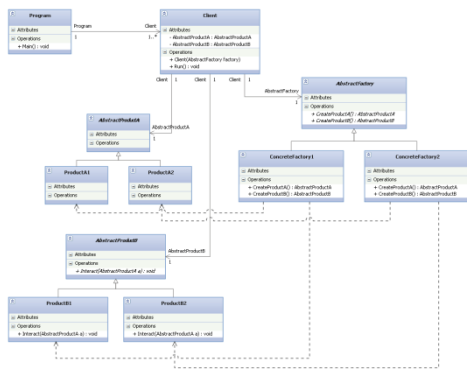 Program
Attributes
Operations
+ Main() : void
Program
Client
1
1..*
Client
Attributes
- AbstractProductA : AbstractProductA
- AbstractProductB : AbstractProductB
Operations
+ Client(AbstractFactory factory)
+ Run() : void
Client
1
Client
1
Client
1
AbstractFactory
1
AbstractFactory
Attributes
Operations
+ CreateProductA() : AbstractProductA
+ CreateProductB() : AbstractProductB
AbstractProductA
Attributes
Operations
AbstractProductA
1
ProductA1
Attributes
Operations
ProductA2
Attributes
Operations
ConcreteFactory1
Attributes
Operations
+ CreateProductA() : AbstractProductA
+ CreateProductB() : AbstractProductB
ConcreteFactory2
Attributes
Operations
+ CreateProductA() : AbstractProductA
+ CreateProductB() : AbstractProductB
AbstractProductB
Attributes
Operations
+ Interact(AbstractProductA a) : void
AbstractProductB
1
ProductB1
Attributes
Operations
+ Interact(AbstractProductA a) : void
ProductB2
Attributes
Operations
+ Interact(AbstractProductA a) : void